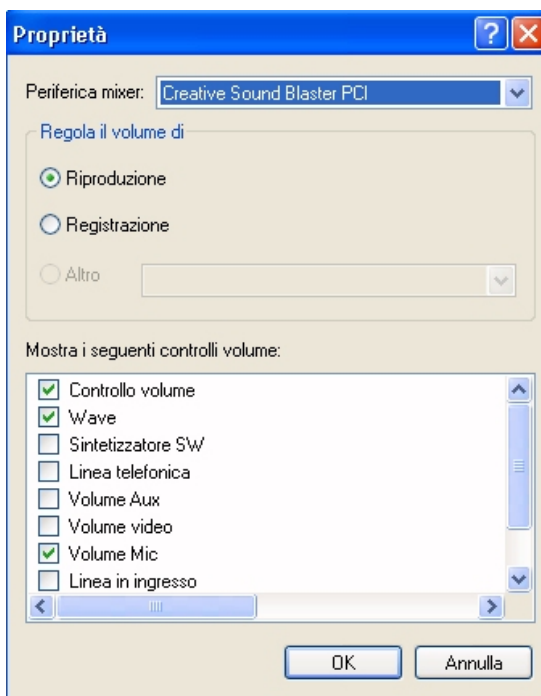 Proprietà
Periferica mixer: Creative Sound Blaster PCI
Regola il volume di
Riproduzione
Registrazione
Altro
Mostra i seguenti controlli volume:
Controllo volume
Wave
Sintetizzatore SW
Linea telefonica
Volume Aux
Volume video
Volume Mic
Linea in ingresso
OK Annulla